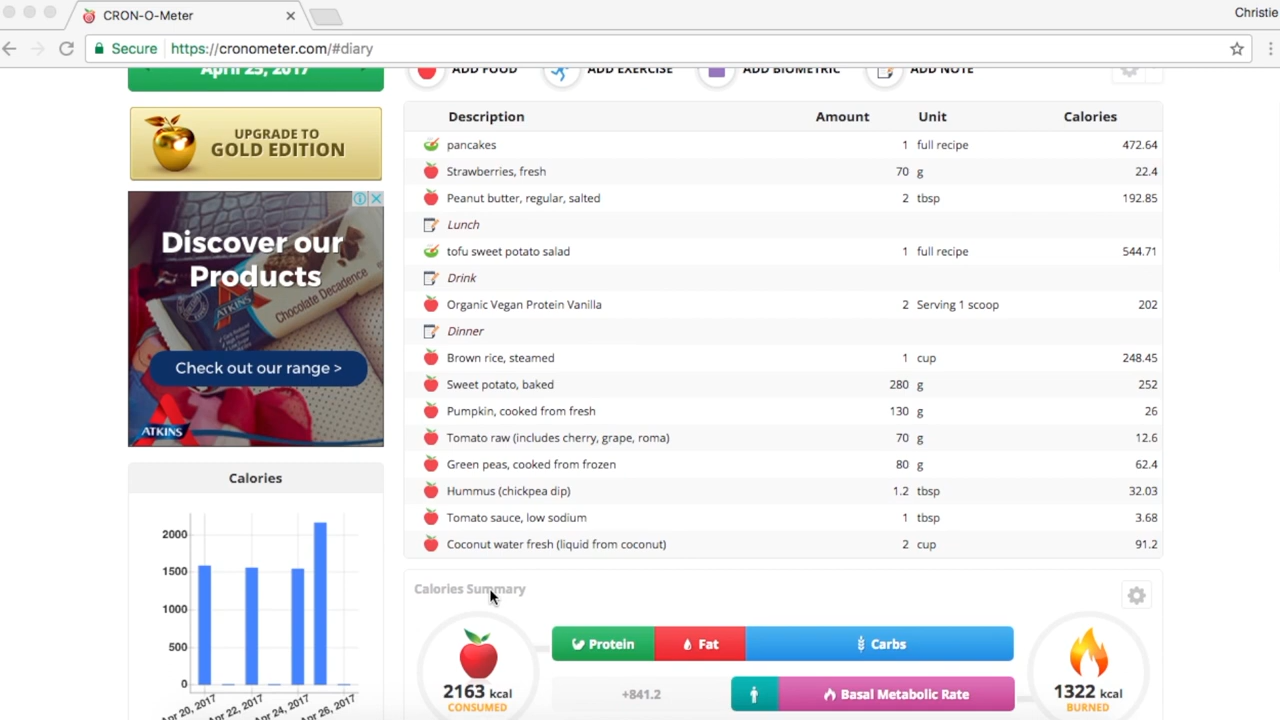 CRON-O-Meter
Christie
Secure https://cronometer.com/#diary
April 25, 2017
ADD FOOD ADD EXERCISE ADD BIOMETRIC ADD NOTE
UPGRADE TO
GOLD EDITION
Discover our
Products
ATKINS
Chocolate Decadence
Check out our range >
ATKINS
Description Amount Unit Calories
pancakes 1 full recipe 472.64
Strawberries, fresh 70 g 22.4
Peanut butter, regular, salted 2 tbsp 192.85
Lunch
tofu sweet potato salad 1 full recipe 544.71
Drink
Organic Vegan Protein Vanilla 2 Serving 1 scoop 202
Dinner
Brown rice, steamed 1 cup 248.45
Sweet potato, baked 280 g 252
Pumpkin, cooked from fresh 130 g 26
Tomato raw (includes cherry, grape, roma) 70 g 12.6
Green peas, cooked from frozen 80 g 62.4
Hummus (chickpea dip) 1.2 tbsp 32.03
Tomato sauce, low sodium 1 tbsp 3.68
Coconut water fresh (liquid from coconut) 2 cup 91.2
Calories
2000
1500
1000
500
0
Apr 20, 2017 Apr 22, 2017 Apr 24, 2017 Apr 26, 2017
Calories Summary
Protein Fat Carbs
2163 kcal
CONSUMED
+841.2 Basal Metabolic Rate
1322 kcal
BURNED